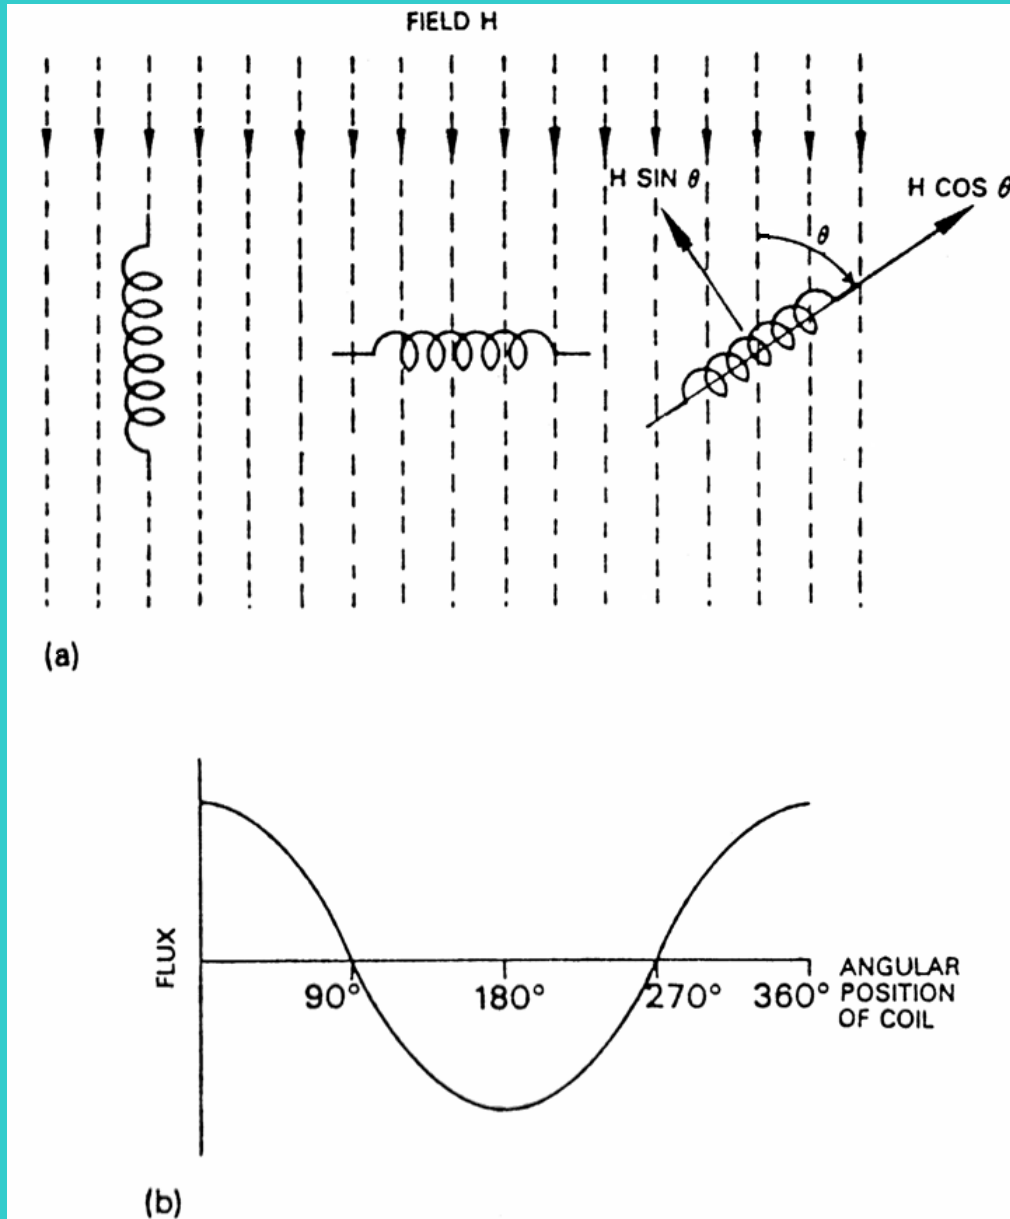 FIELD H
H SIN θ
H COS θ
θ
(a)
FLUX
90°
180°
270°
360°
ANGULAR
POSITION
OF COIL
(b)